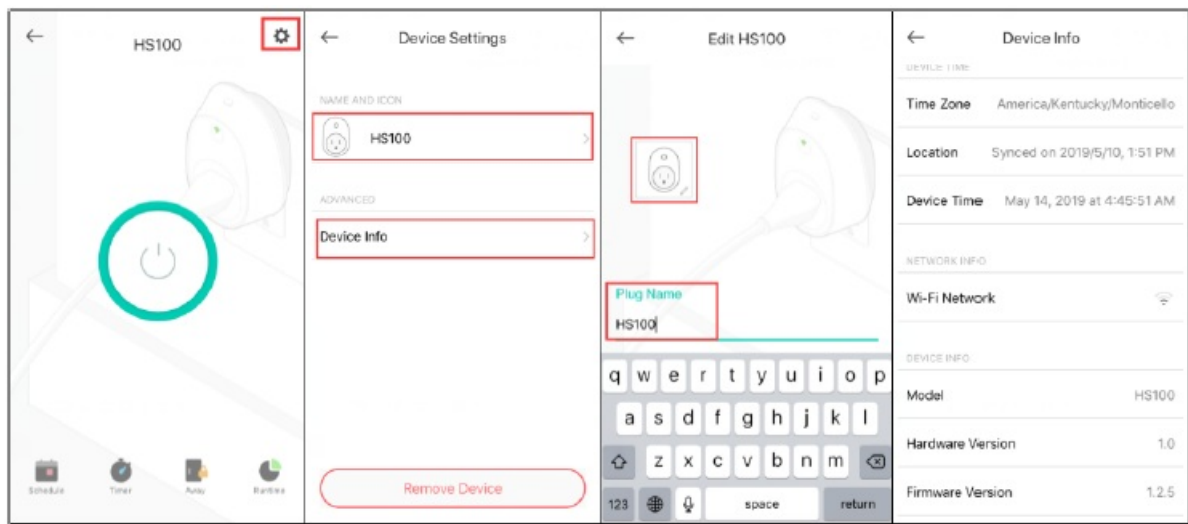 HS100
Schedule
Timer
Away
Runtime
Device Settings
NAME AND ICON
HS100
ADVANCED
Device Info
Remove Device
Edit HS100
Plug Name
HS100
q w e r t y u i o p
a s d f g h j k l
z x c v b n m
123 space return
Device Info
DEVICE TIME
Time Zone America/Kentucky/Monticello
Location Synced on 2019/5/10, 1:51 PM
Device Time May 14, 2019 at 4:45:51 AM
NETWORK INFO
Wi-Fi Network
DEVICE INFO
Model HS100
Hardware Version 1.0
Firmware Version 1.2.5